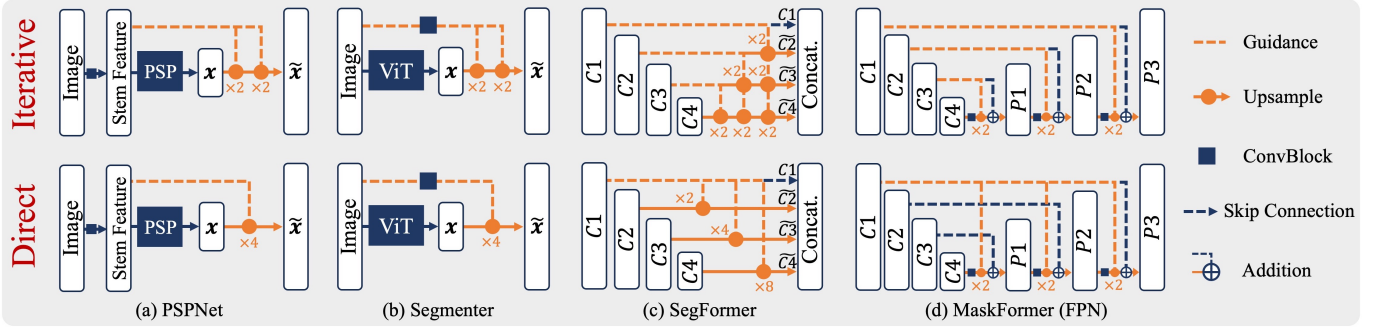 Iterative
Image
Stem Feature
PSP
x
×2
×2
x̃
Image
ViT
x
×2
×2
x̃
C1
C2
C3
C4
×2
×2
×2
×2
×2
×2
C1
C̃2
C̃3
C̃4
Concat.
C1
C2
C3
C4
×2
P1
×2
P2
×2
P3
Guidance
Upsample
ConvBlock
Skip Connection
Addition
Direct
Image
Stem Feature
PSP
x
×4
x̃
Image
ViT
x
×4
x̃
C1
C2
C3
C4
×2
×4
×8
C1
C̃2
C̃3
C̃4
Concat.
C1
C2
C3
C4
×2
P1
×2
P2
×2
P3
(a) PSPNet
(b) Segmenter
(c) SegFormer
(d) MaskFormer (FPN)